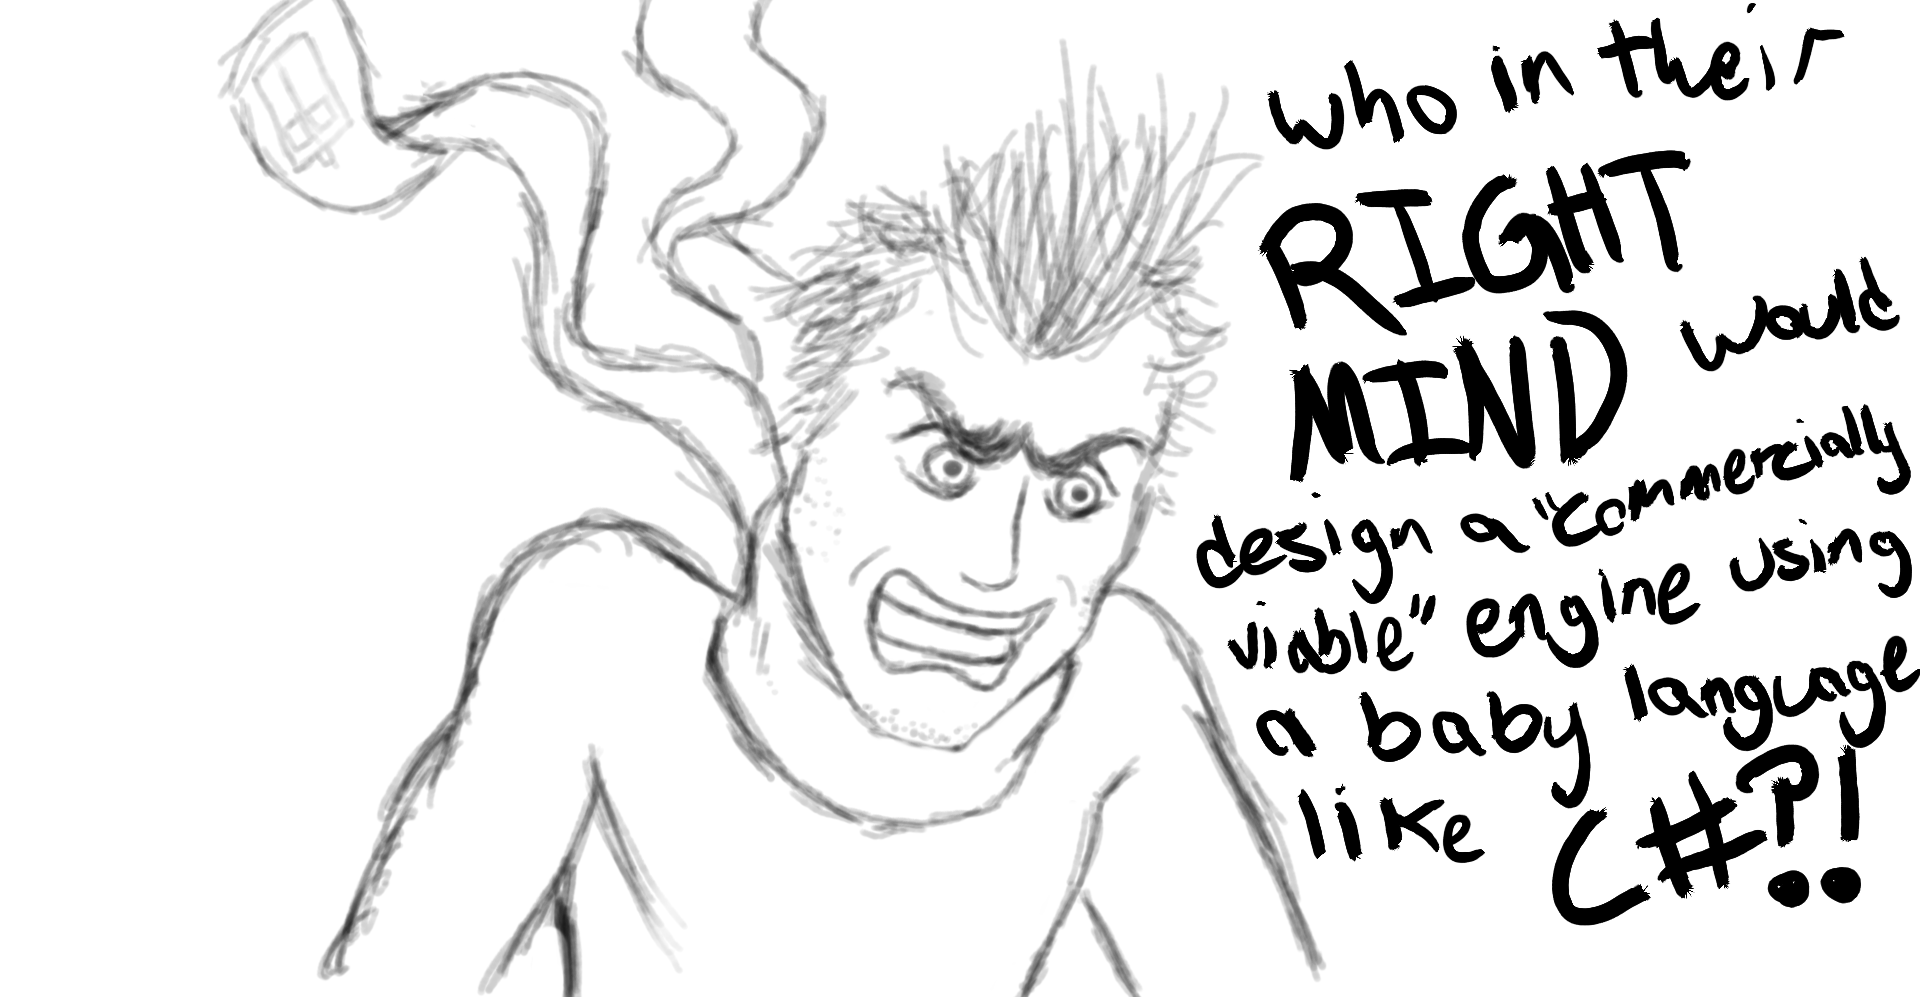 who in their
RIGHT
MIND would
design a "commercially
viable" engine using
a baby language
like C#?!